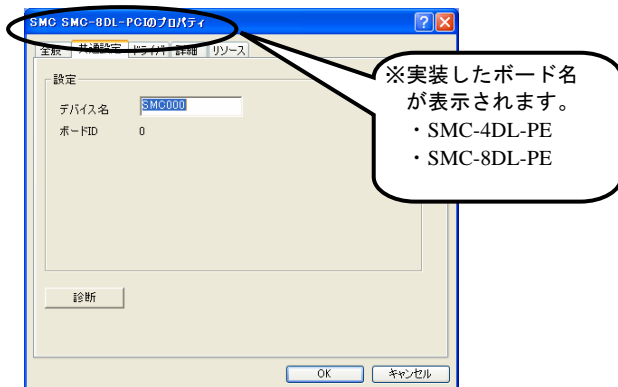 SMC SMC-8DL-PCIのプロパティ
全般 共通設定 ドライバ 詳細 リソース
設定
デバイス名 SMC000
ボードID 0
診断
OK キャンセル
※実装したボード名
が表示されます。
・SMC-4DL-PE
・SMC-8DL-PE